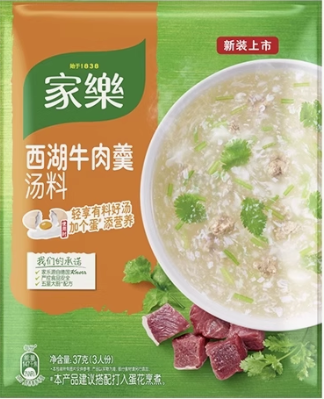 新装上市
始于1838
家樂
西湖牛肉羹
汤料
轻享有料好汤
加个蛋 添营养
我们的承诺
净含量: 37克(3人份)
*本产品建议搭配打入蛋花烹煮。